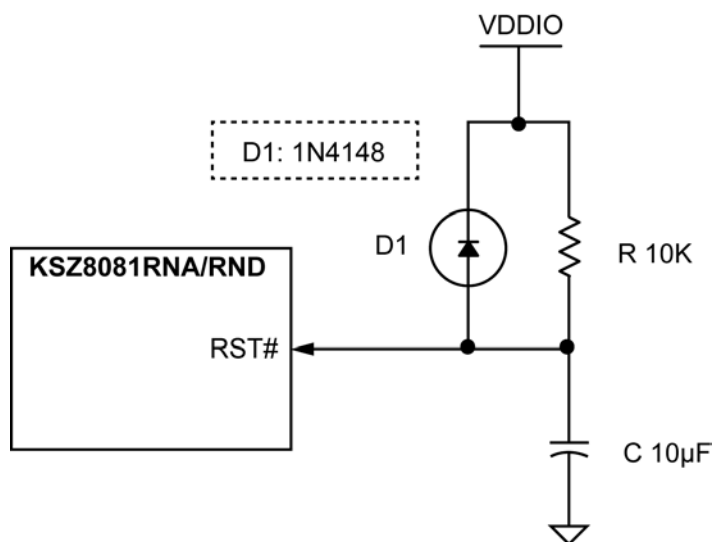 VDDIO
D1: 1N4148
D1
R 10K
KSZ8081RNA/RND
RST#
C 10µF